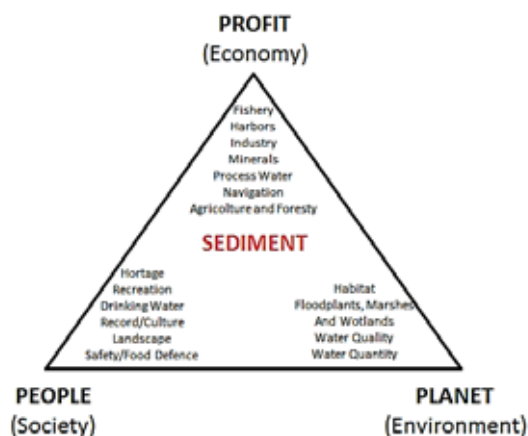 PROFIT
(Economy)
Fishery
Harbors
Industry
Minerals
Process Water
Navigation
Agricolture and Foresty
SEDIMENT
Hortage
Recreation
Drinking Water
Record/Culture
Landscape
Safety/Food Defence
Habitat
Floodplants, Marshes
And Wotlands
Water Quallity
Water Quantity
PEOPLE
(Society)
PLANET
(Environment)